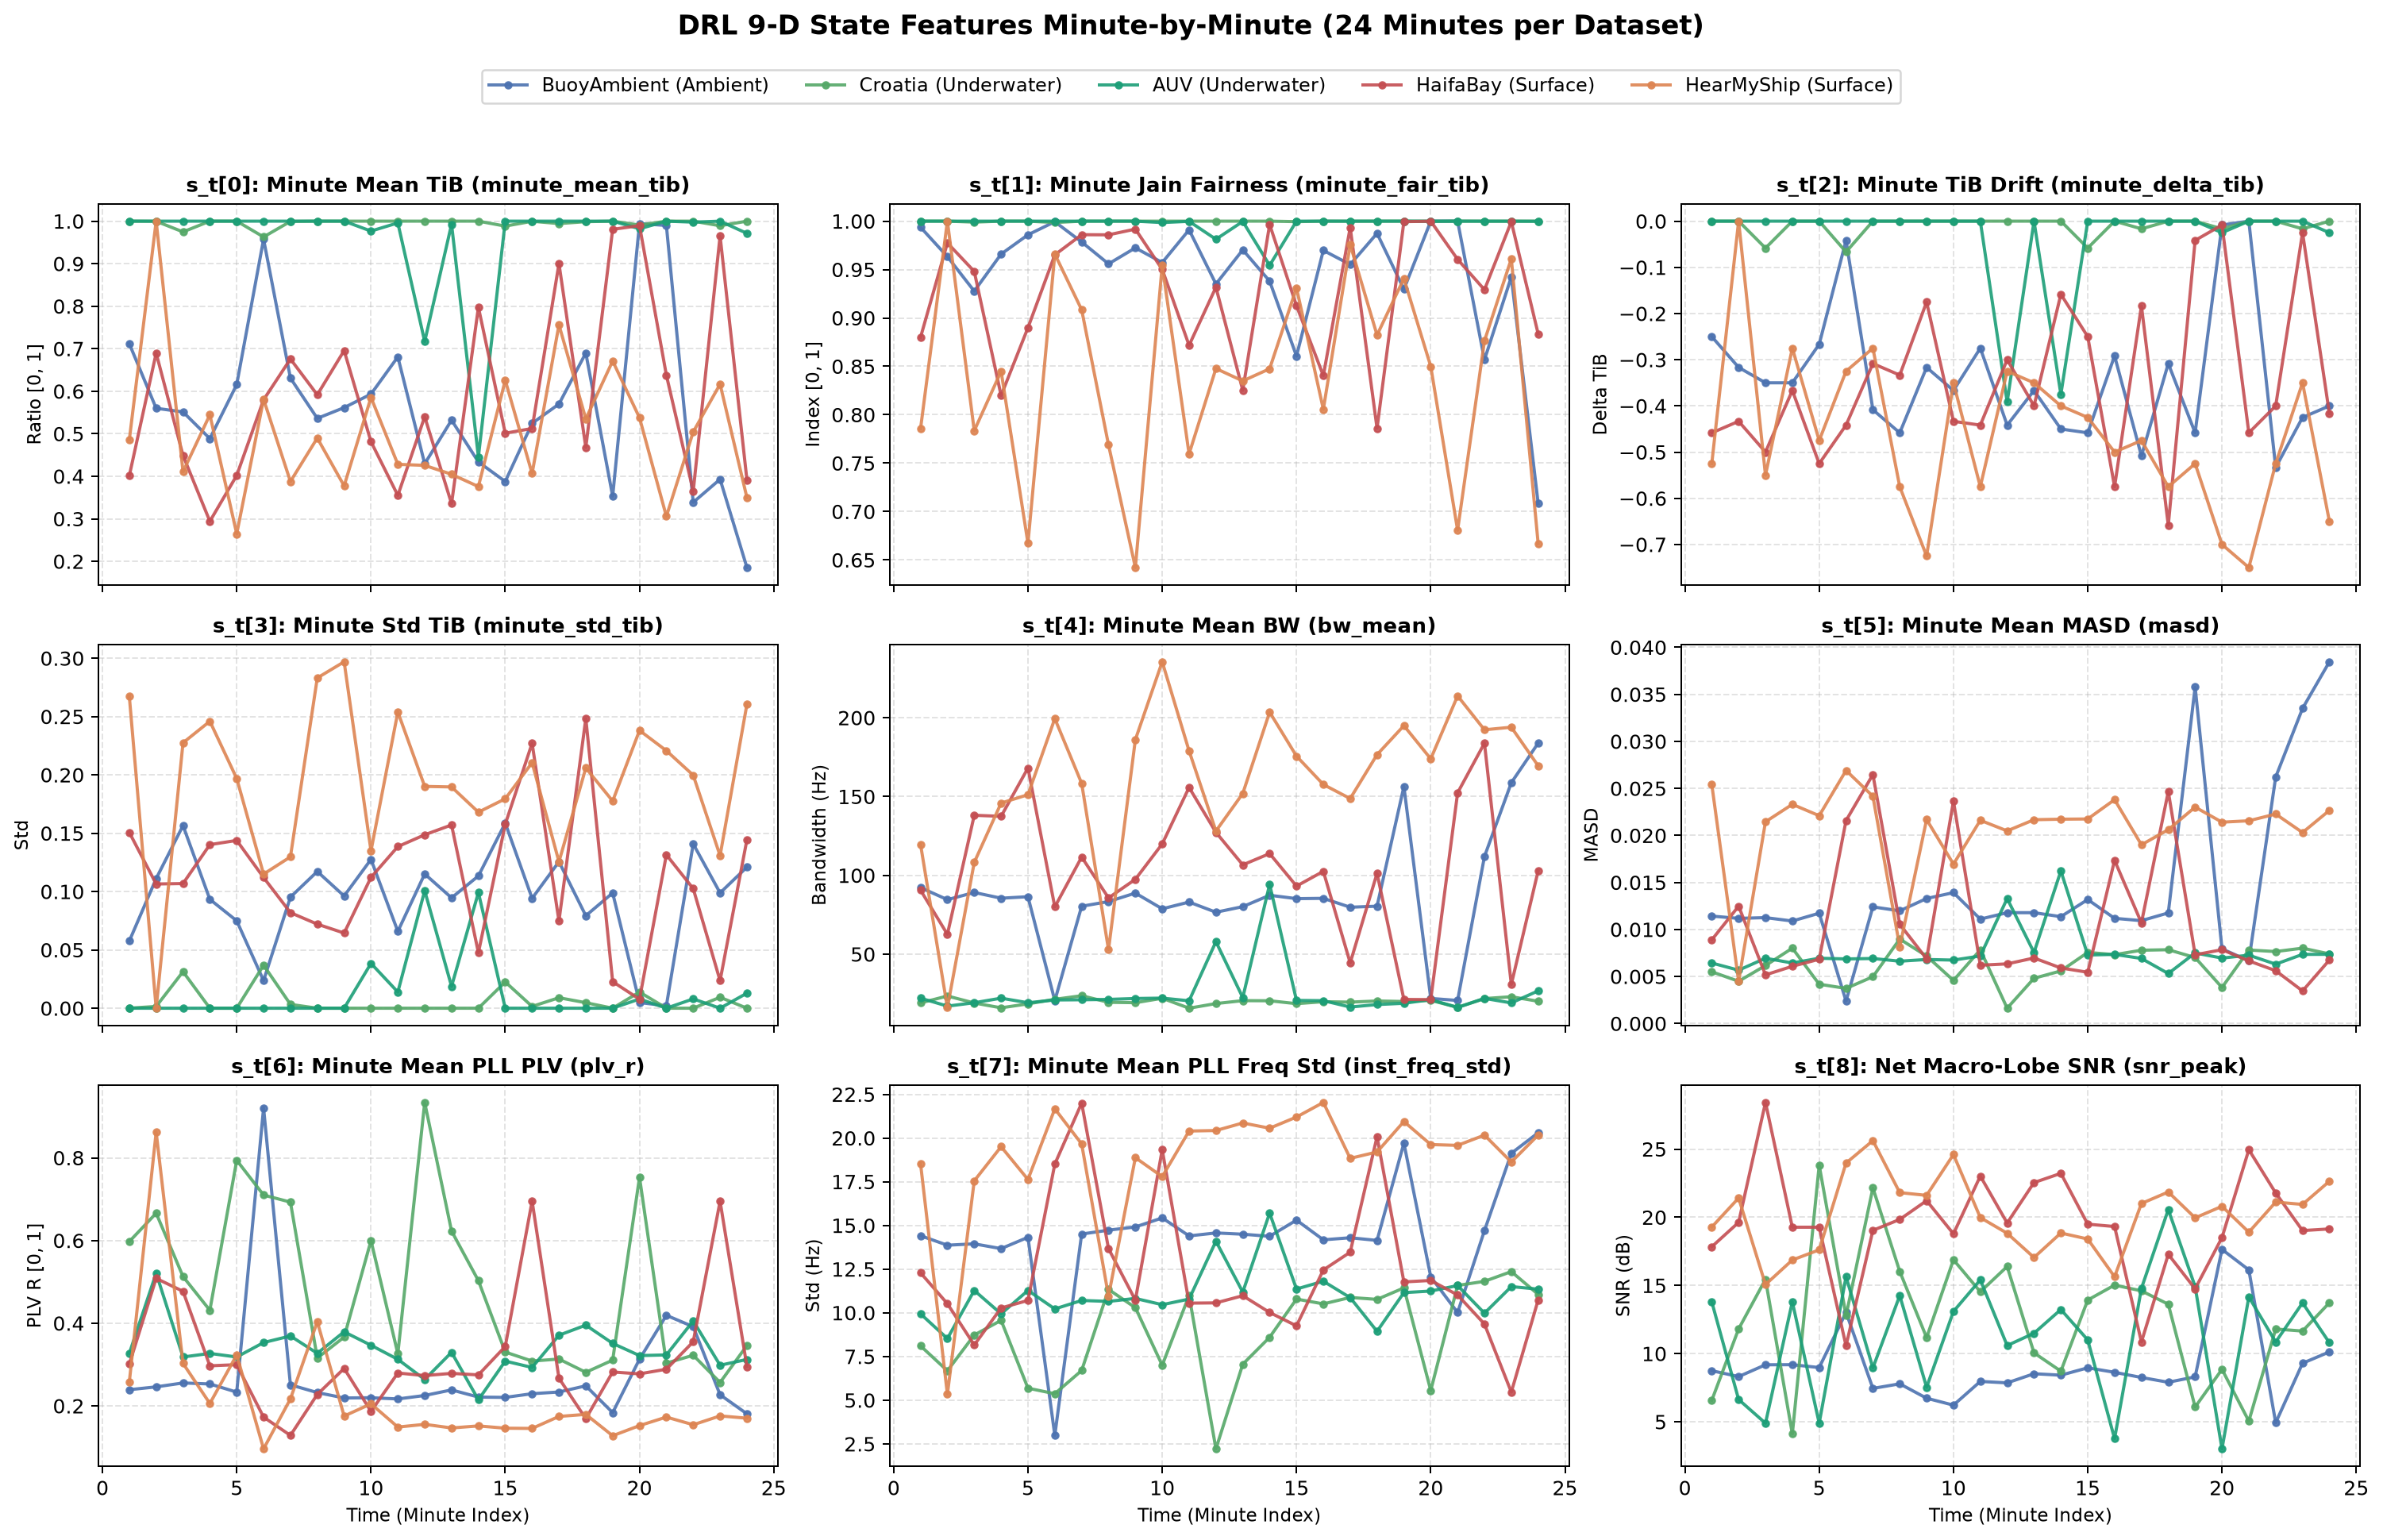 DRL 9-D State Features Minute-by-Minute (24 Minutes per Dataset)
BuoyAmbient (Ambient) Croatia (Underwater) AUV (Underwater) HaifaBay (Surface) HearMyShip (Surface)
s_t[0]: Minute Mean TiB (minute_mean_tib)
Ratio [0, 1]
1.0
0.9
0.8
0.7
0.6
0.5
0.4
0.3
0.2
s_t[1]: Minute Jain Fairness (minute_fair_tib)
Index [0, 1]
1.00
0.95
0.90
0.85
0.80
0.75
0.70
0.65
s_t[2]: Minute TiB Drift (minute_delta_tib)
Delta TiB
0.0
−0.1
−0.2
−0.3
−0.4
−0.5
−0.6
−0.7
s_t[3]: Minute Std TiB (minute_std_tib)
Std
0.30
0.25
0.20
0.15
0.10
0.05
0.00
s_t[4]: Minute Mean BW (bw_mean)
Bandwidth (Hz)
200
150
100
50
s_t[5]: Minute Mean MASD (masd)
MASD
0.040
0.035
0.030
0.025
0.020
0.015
0.010
0.005
0.000
s_t[6]: Minute Mean PLL PLV (plv_r)
PLV R [0, 1]
0.8
0.6
0.4
0.2
0 5 10 15 20 25
Time (Minute Index)
s_t[7]: Minute Mean PLL Freq Std (inst_freq_std)
Std (Hz)
22.5
20.0
17.5
15.0
12.5
10.0
7.5
5.0
2.5
0 5 10 15 20 25
Time (Minute Index)
s_t[8]: Net Macro-Lobe SNR (snr_peak)
SNR (dB)
25
20
15
10
5
0 5 10 15 20 25
Time (Minute Index)